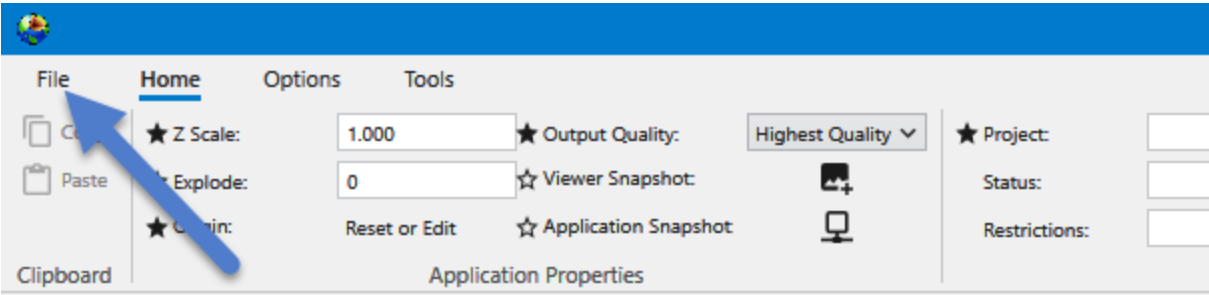 File Home Options Tools
Z Scale: 1.000 Output Quality: Highest Quality Project:
Paste Explode: 0 Viewer Snapshot: Status:
Reset or Edit Application Snapshot Restrictions:
Clipboard Application Properties